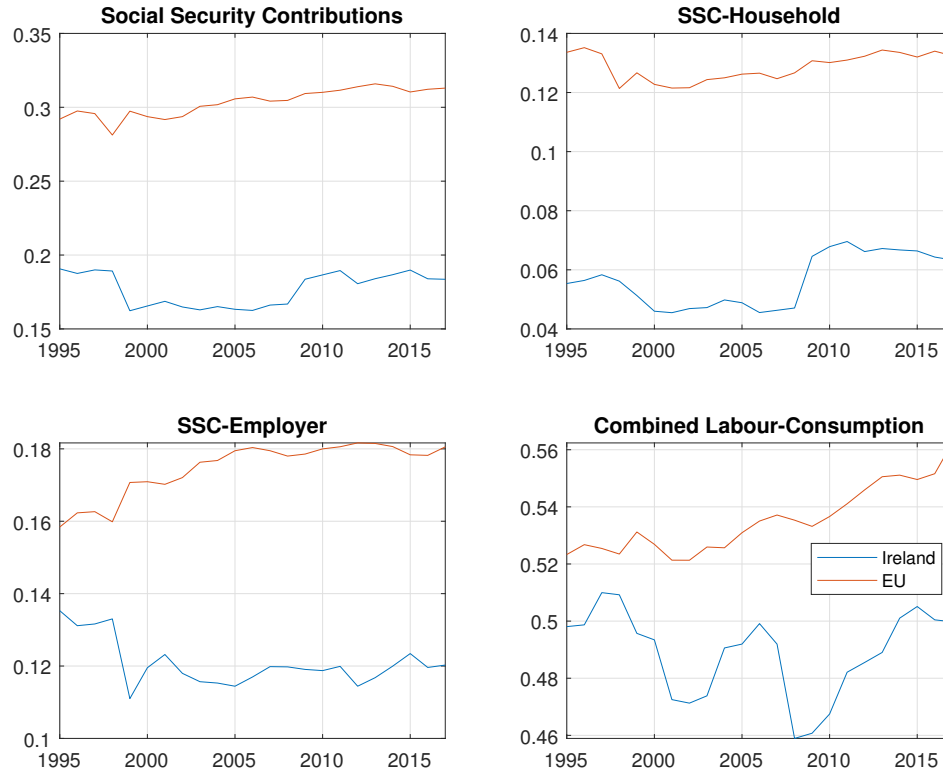 Social Security Contributions
0.35
0.3
0.25
0.2
0.15
1995 2000 2005 2010 2015
SSC-Household
0.14
0.12
0.1
0.08
0.06
0.04
1995 2000 2005 2010 2015
SSC-Employer
0.18
0.16
0.14
0.12
0.1
1995 2000 2005 2010 2015
Combined Labour-Consumption
0.56
0.54
0.52
0.5
0.48
0.46
1995 2000 2005 2010 2015
Ireland
EU